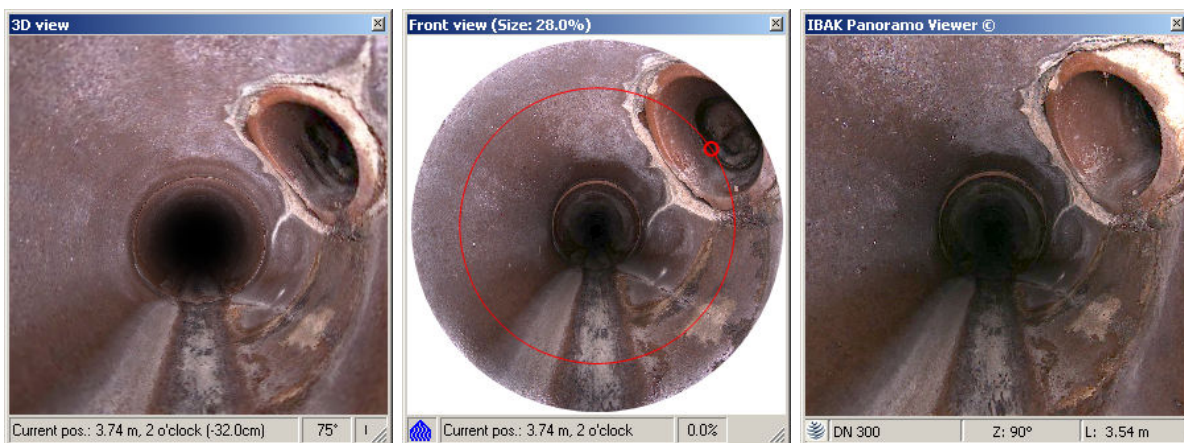 3D view
Front view (Size: 28.0%)
IBAK Panoramo Viewer ©
Current pos.: 3.74 m, 2 o'clock (-32.0cm) 75° I
Current pos.: 3.74 m, 2 o'clock 0.0%
DN 300 Z: 90° L: 3.54 m